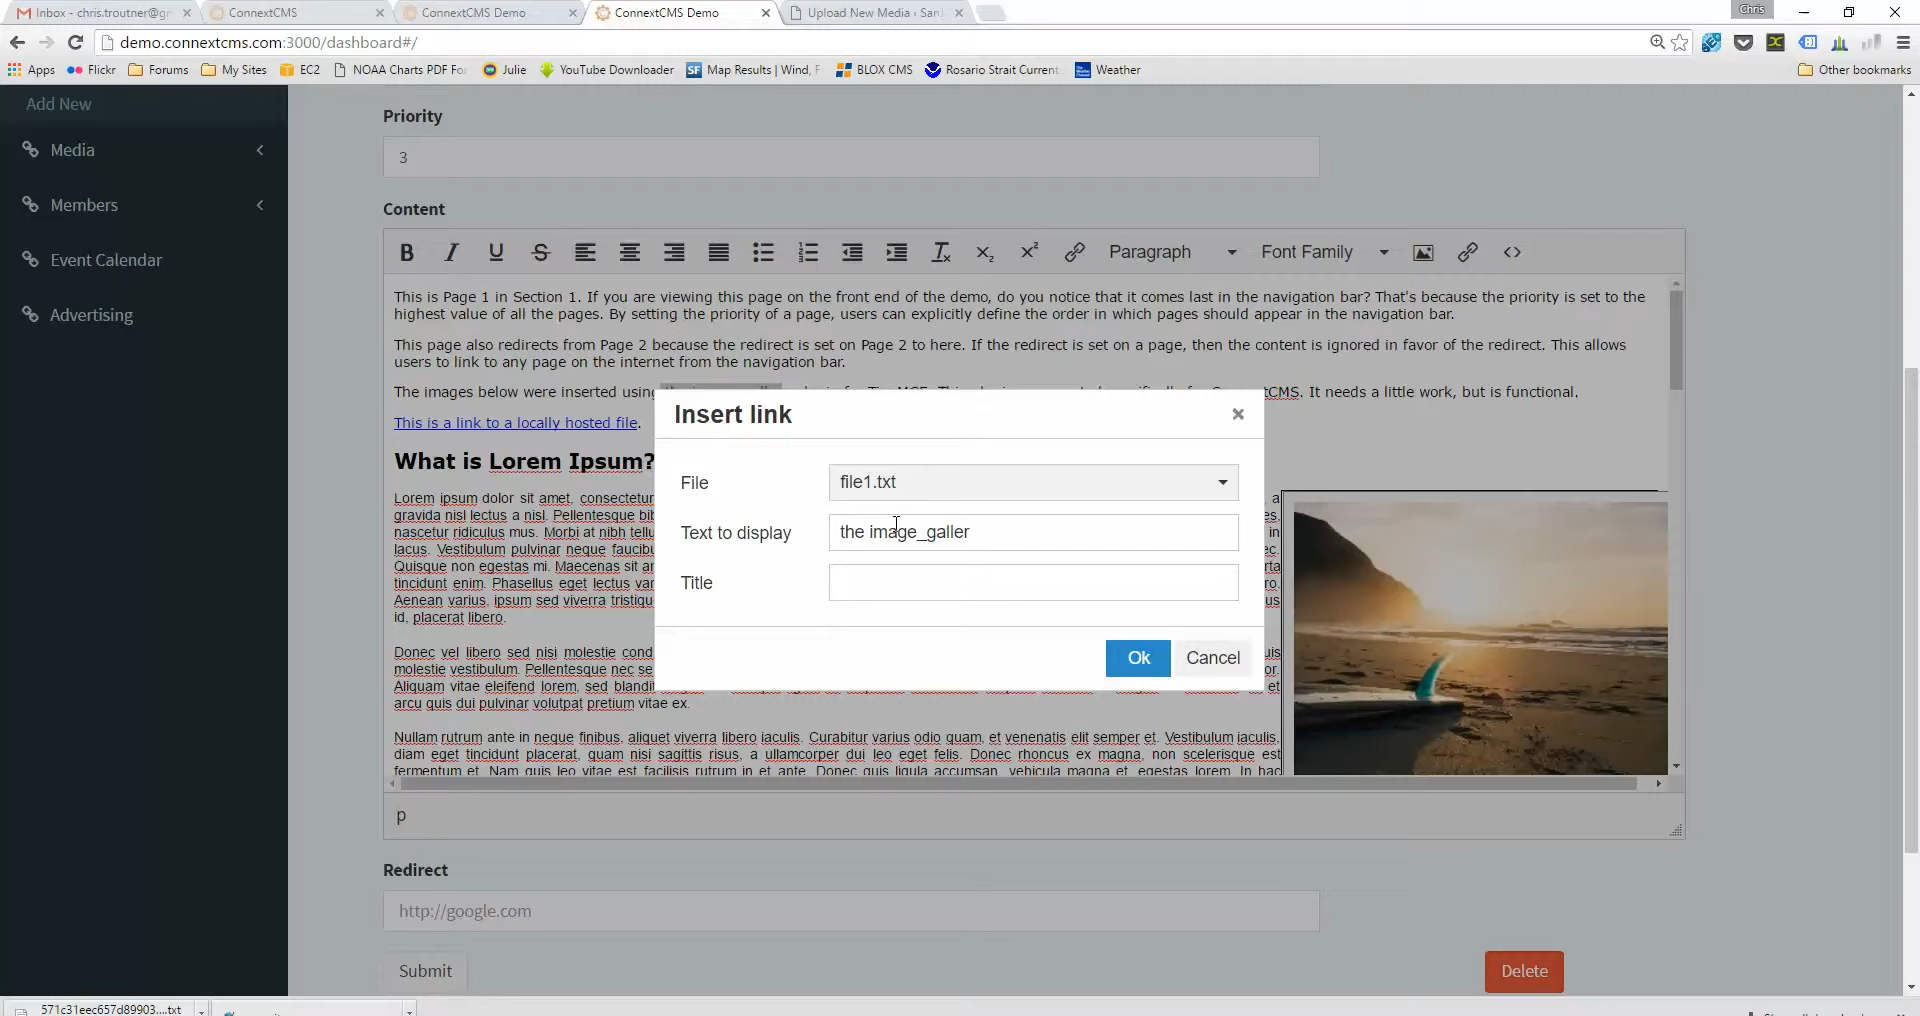 Inbox - chris.troutner@gr
ConnextCMS
ConnextCMS Demo
ConnextCMS Demo
Upload New Media ‹ San
Chris
demo.connextcms.com:3000/dashboard#/
Apps
Flickr
Forums
My Sites
EC2
NOAA Charts PDF Fo
Julie
YouTube Downloader
Map Results | Wind, F
BLOX CMS
Rosario Strait Current
Weather
Other bookmarks
Add New
Media
Members
Event Calendar
Advertising
Priority
3
Content
B I U S
Paragraph
Font Family
This is Page 1 in Section 1. If you are viewing this page on the front end of the demo, do you notice that it comes last in the navigation bar? That's because the priority is set to the
highest value of all the pages. By setting the priority of a page, users can explicitly define the order in which pages should appear in the navigation bar.
This page also redirects from Page 2 because the redirect is set on Page 2 to here. If the redirect is set on a page, then the content is ignored in favor of the redirect. This allows
users to link to any page on the internet from the navigation bar.
The images below were inserted using
tCMS. It needs a little work, but is functional.
This is a link to a locally hosted file.
What is Lorem Ipsum?
Insert link
File
file1.txt
Text to display
the image_galler
Title
Ok
Cancel
Lorem ipsum dolor sit amet, consectetur
gravida nisl lectus a nisl. Pellentesque bib
nascetur ridiculus mus. Morbi at nibh tellu
lacus. Vestibulum pulvinar neque faucibu
Quisque non egestas mi. Maecenas sit ar
tincidunt enim. Phasellus eget lectus var
Aenean varius, ipsum sed viverra tristiqu
id, placerat libero.
Donec vel libero sed nisi molestie cond
molestie vestibulum. Pellentesque nec se
Aliquam vitae eleifend lorem, sed blandit
arcu quis dui pulvinar volutpat pretium vitae ex.
Nullam rutrum ante in neque finibus, aliquet viverra libero iaculis. Curabitur varius odio quam, et venenatis elit semper et. Vestibulum iaculis,
diam eget tincidunt placerat, quam nisi sagittis risus, a ullamcorper dui leo eget felis. Donec rhoncus ex magna, non scelerisque est
fermentum et. Nam quis leo vitae est facilisis rutrum in et ante. Donec quis ligula accumsan, vehicula magna et, egestas lorem. In hac
p
Redirect
http://google.com
Submit
Delete
571c31eec657d89903....txt